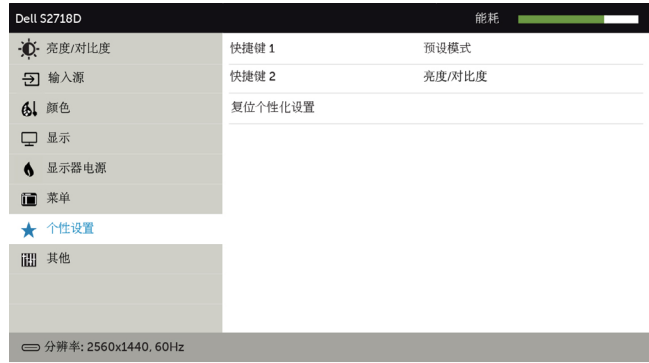 Dell S2718D 能耗
亮度/对比度 快捷键 1 预设模式
输入源 快捷键 2 亮度/对比度
颜色 复位个性化设置
显示
显示器电源
菜单
个性设置
其他
分辨率: 2560x1440, 60Hz